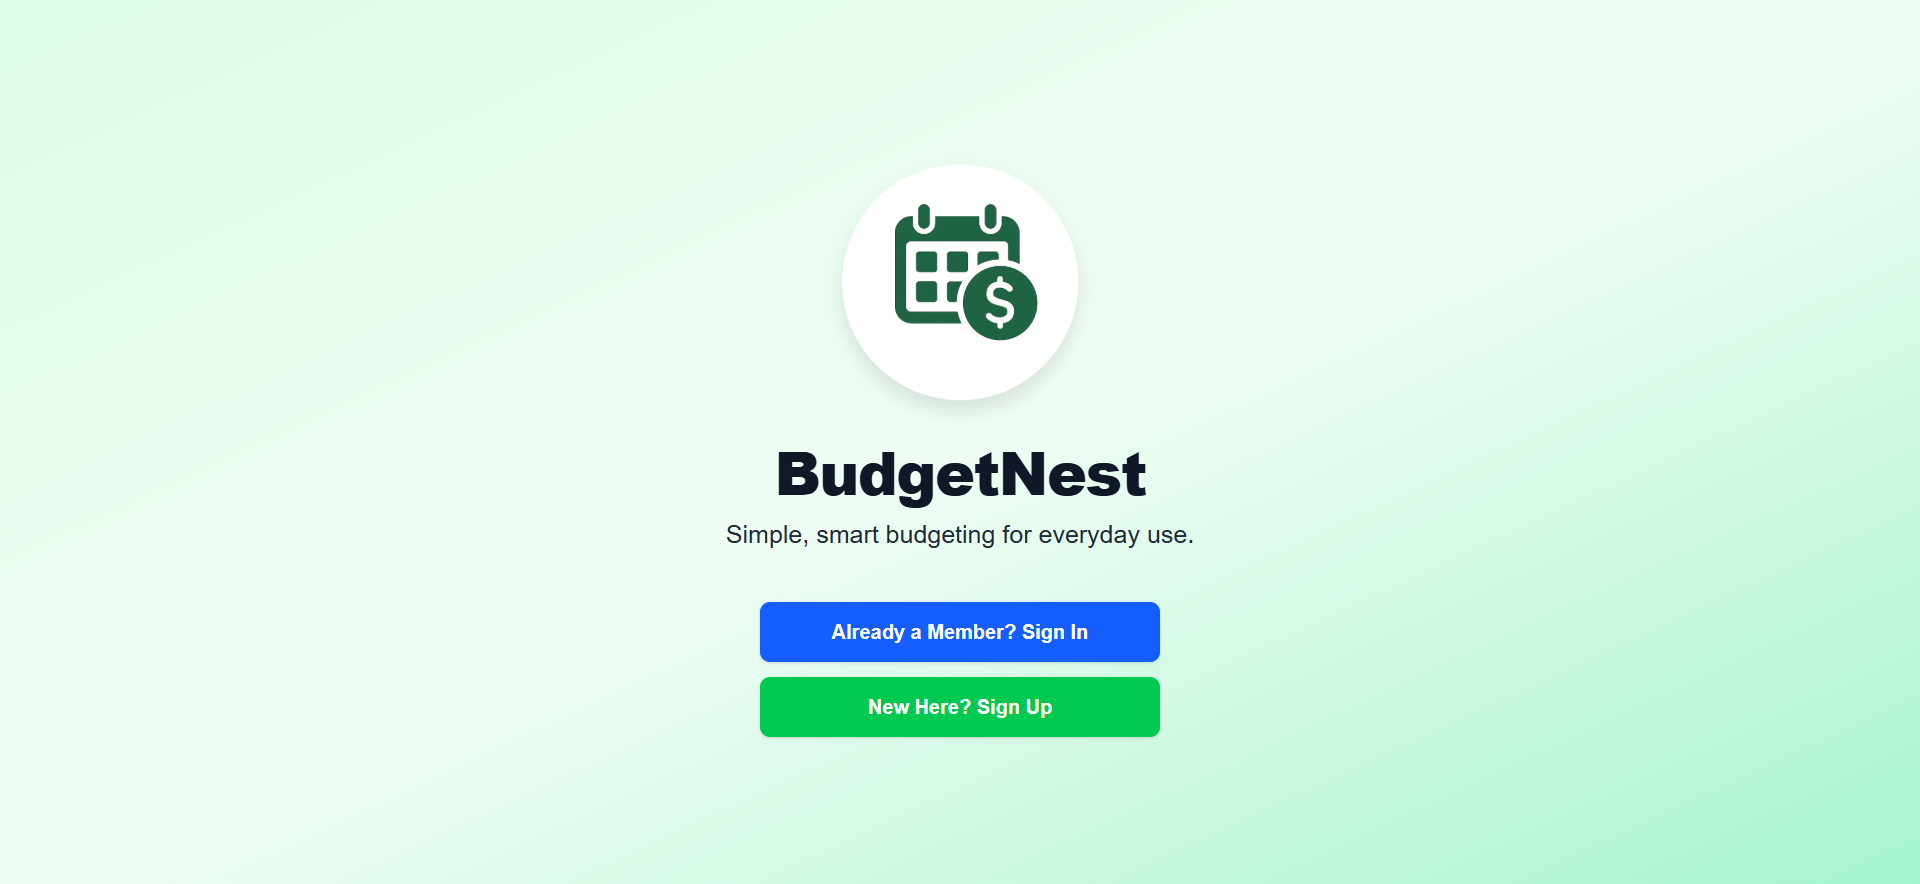 $
BudgetNest
Simple, smart budgeting for everyday use.
Already a Member? Sign In
New Here? Sign Up